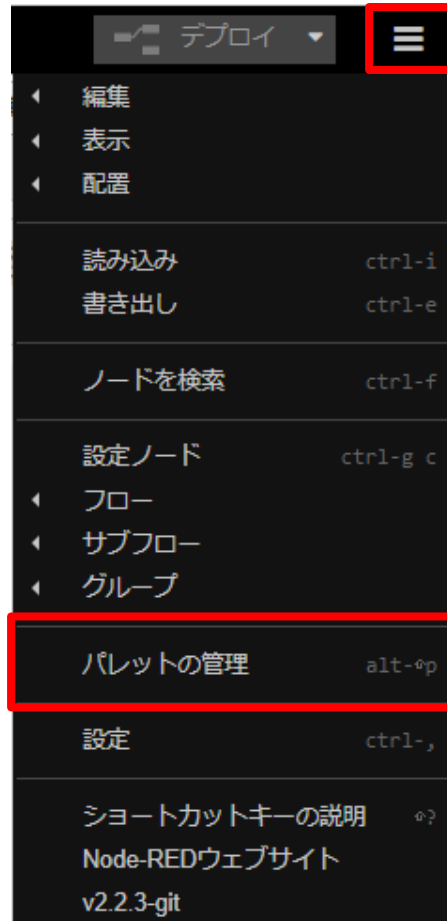 デプロイ
編集
表示
配置
読み込み ctrl-i
書き出し ctrl-e
ノードを検索 ctrl-f
設定ノード ctrl-g c
フロー
サブフロー
グループ
パレットの管理 alt-⇧p
設定 ctrl-,
ショートカットキーの説明 ⇧?
Node-REDウェブサイト
v2.2.3-git